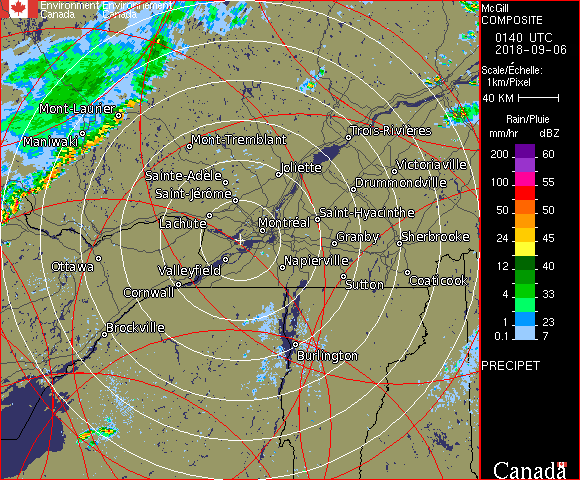 Environment Environnement
Canada Canada
McGill
COMPOSITE
0140 UTC
2018-09-06
Scale/Échelle:
1km/Pixel
40 KM
Rain/Pluie
mm/hr dBZ
200 60
100 55
50 50
24 45
12 40
4 33
1 23
0.1 7
PRECIPET
Canada
Mont-Laurier
Maniwaki
Mont-Tremblant
Trois-Rivières
Sainte-Adèle
Joliette
Victoriaville
Saint-Jérôme
Drummondville
Lachute
Montréal
Saint-Hyacinthe
Granby
Sherbrooke
Ottawa
Valleyfield
Napierville
Cornwall
Sutton
Coaticook
Brockville
Burlington